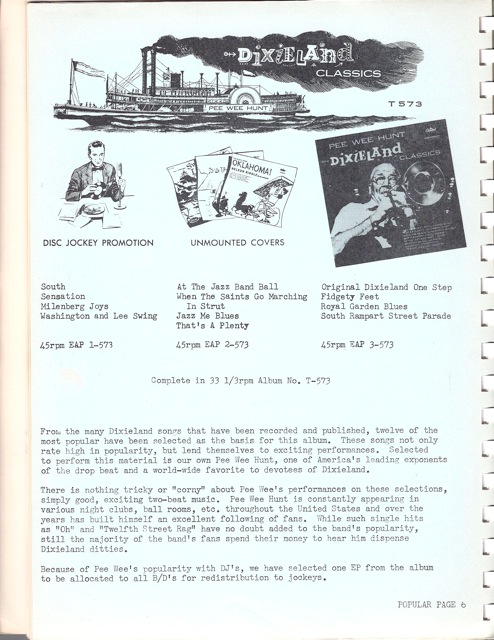 DIXIELAND
CLASSICS
T 573
PEE WEE HUNT
PEE WEE HUNT
DIXIELAND
CLASSICS
OKLAHOMA!
DISC JOCKEY PROMOTION
UNMOUNTED COVERS
South
Sensation
Milenberg Joys
Washington and Lee Swing
45rpm EAP 1-573
At The Jazz Band Ball
When The Saints Go Marching
In Strut
Jazz Me Blues
That's A Plenty
45rpm EAP 2-573
Original Dixieland One Step
Fidgety Feet
Royal Garden Blues
South Rampart Street Parade
45rpm EAP 3-573
Complete in 33 1/3rpm Album No. T-573
From the many Dixieland songs that have been recorded and published, twelve of the
most popular have been selected as the basis for this album. These songs not only
rate high in popularity, but lend themselves to exciting performances. Selected
to perform this material is our own Pee Wee Hunt, one of America's leading exponents
of the drop beat and a world-wide favorite to devotees of Dixieland.
There is nothing tricky or "corny" about Pee Wee's performances on these selections,
simply good, exciting two-beat music. Pee Wee Hunt is constantly appearing in
various night clubs, ball rooms, etc. throughout the United States and over the
years has built himself an excellent following of fans. While such single hits
as "Oh" and "Twelfth Street Rag" have no doubt added to the band's popularity,
still the majority of the band's fans spend their money to hear him dispense
Dixieland ditties.
Because of Pee Wee's popularity with DJ's, we have selected one EP from the album
to be allocated to all B/D's for redistribution to jockeys.
POPULAR PAGE 6